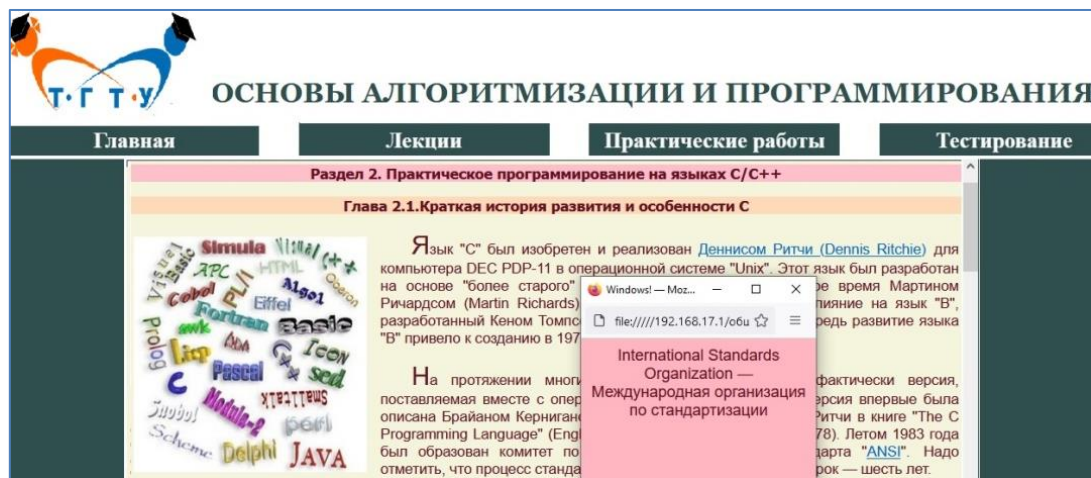 Т·Г Т·У
ОСНОВЫ АЛГОРИТМИЗАЦИИ И ПРОГРАММИРОВАНИЯ
Главная Лекции Практические работы Тестирование
Раздел 2. Практическое программирование на языках C/C++
Глава 2.1.Краткая история развития и особенности C
Visual Basic
Simula
Visual C++
APC
PL/I
HTML
Oberon
Cobol
Algol
Eiffel
Fortran
Basic
Prolog
awk
Ada
C++
Icon
Lisp
Pascal
sed
C
Modula-2
Smalltalk
Snobol
perl
Scheme
Delphi
JAVA
Язык "C" был изобретен и реализован Деннисом Ритчи (Dennis Ritchie) для
компьютера DEC PDP-11 в операционной системе "Unix". Этот язык был разработан
на основе "более старого" ре время Мартином
Ричардсом (Martin Richards) лияние на язык "B",
разработанный Кеном Томпс редь развитие языка
"B" привело к созданию в 197
На протяжении мног фактически версия,
поставляемая вместе с опер рсия впервые была
описана Брайаном Керниган Ритчи в книге "The C
Programming Language" (Engl 78). Летом 1983 года
был образован комитет по дарта "ANSI". Надо
отметить, что процесс станда рок — шесть лет.
Windows! — Moz...
file://///192.168.17.1/обu
International Standards
Organization —
Международная организация
по стандартизации